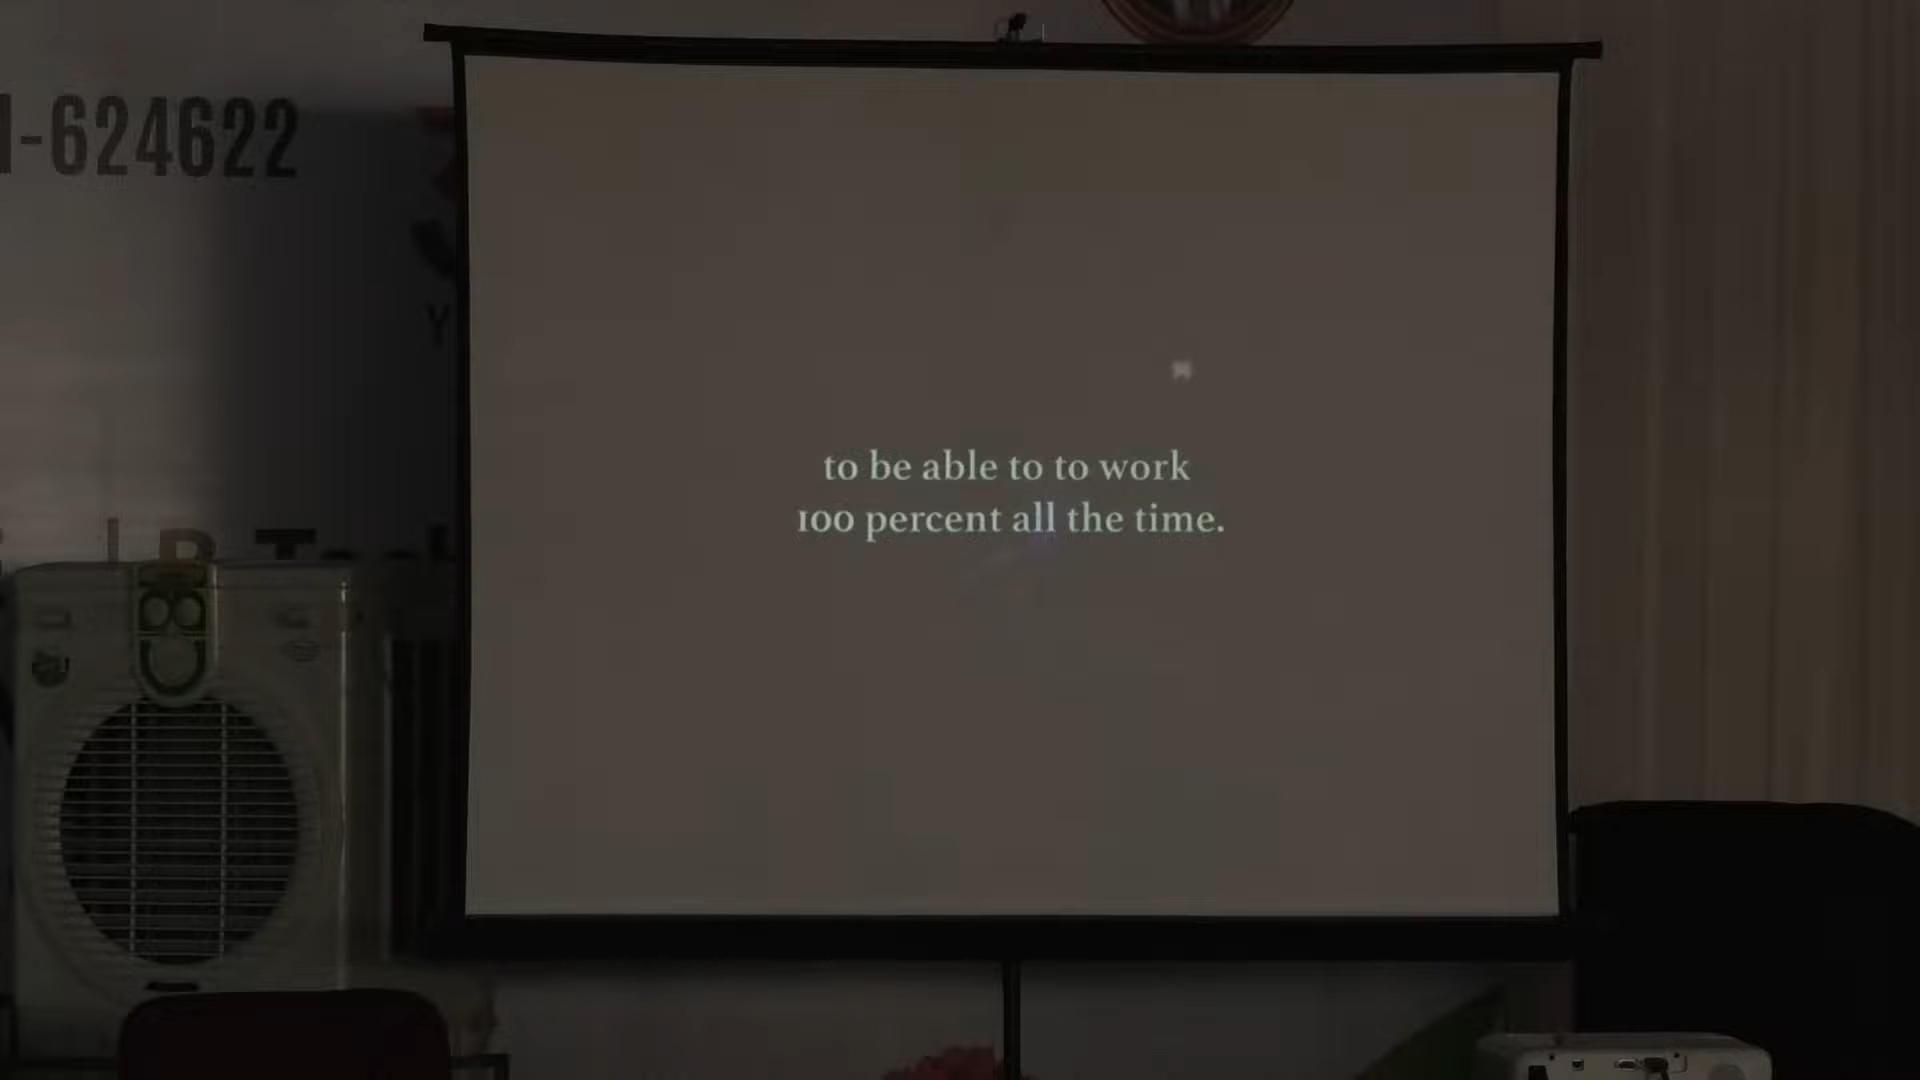 -624622
to be able to to work
100 percent all the time.